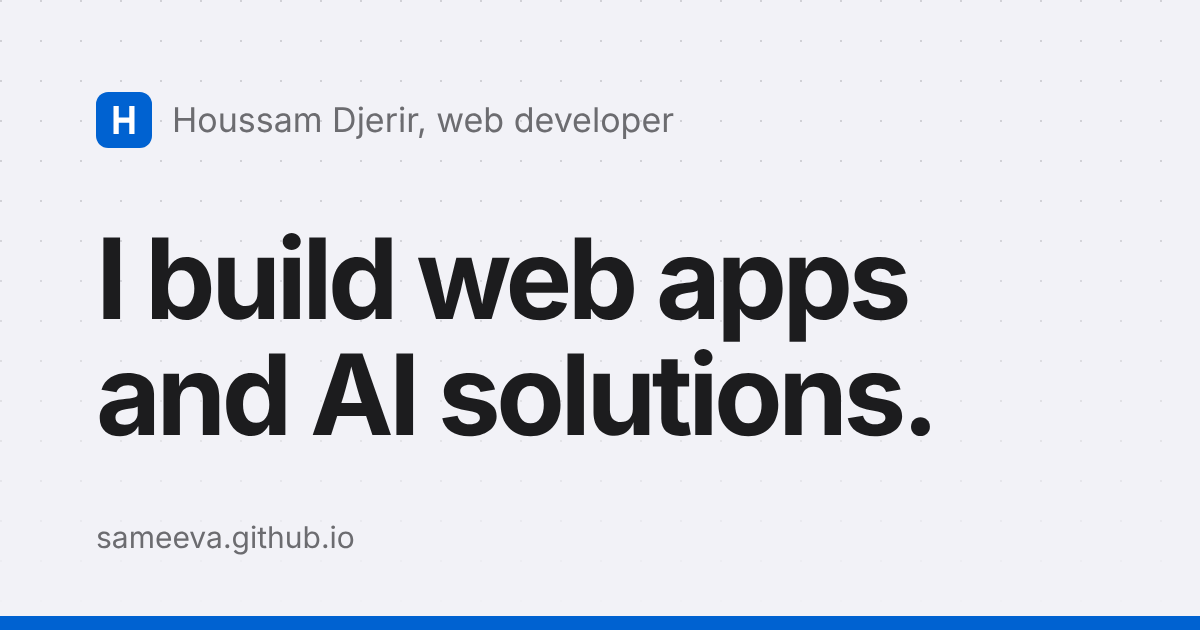 H Houssam Djerir, web developer
I build web apps
and AI solutions.
sameeva.github.io